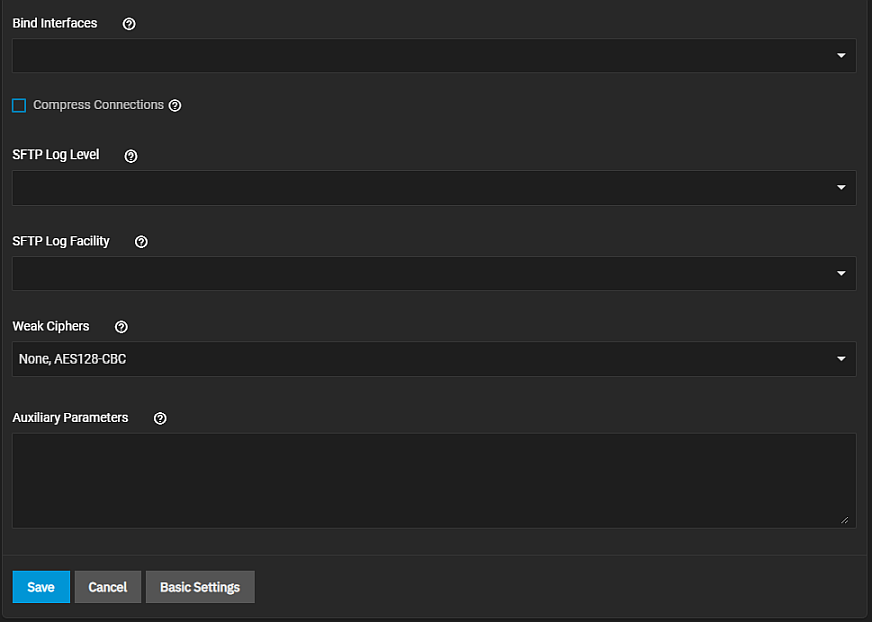 Bind Interfaces
Compress Connections
SFTP Log Level
SFTP Log Facility
Weak Ciphers
None, AES128-CBC
Auxiliary Parameters
Save Cancel Basic Settings